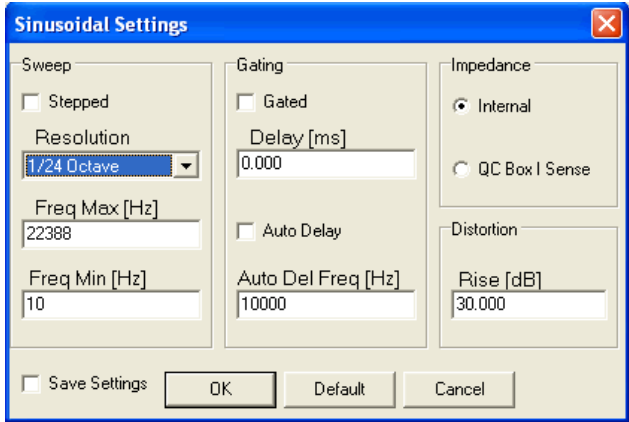 Sinusoidal Settings
Sweep
Stepped
Resolution
1/24 Octave
Freq Max [Hz]
22388
Freq Min [Hz]
10
Gating
Gated
Delay [ms]
0.000
Auto Delay
Auto Del Freq [Hz]
10000
Impedance
Internal
QC Box I Sense
Distortion
Rise [dB]
30.000
Save Settings
OK
Default
Cancel